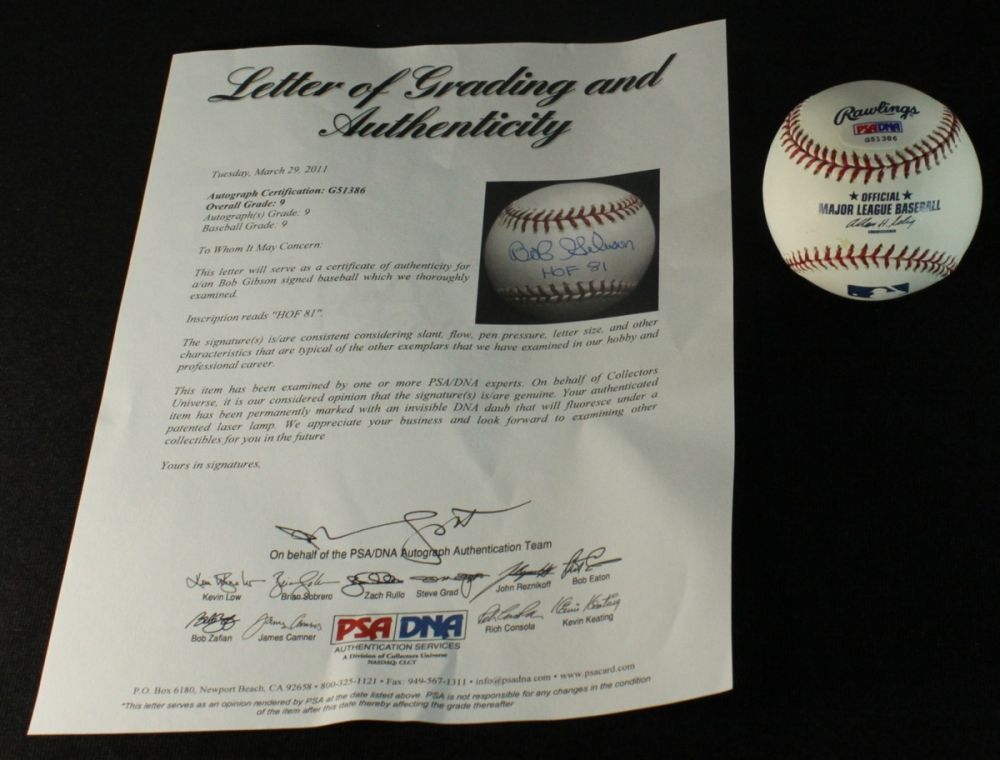 Letter of Grading and
Authenticity
Tuesday, March 29, 2011
Autograph Certification: G51386
Overall Grade: 9
Autograph(s) Grade: 9
Baseball Grade: 9
To Whom It May Concern:
This letter will serve as a certificate of authenticity for
a/an Bob Gibson signed baseball which we thoroughly
examined.
Inscription reads "HOF 81".
Bob Gibson
HOF 81
The signature(s) is/are consistent considering slant, flow, pen pressure, letter size, and other
characteristics that are typical of the other exemplars that we have examined in our hobby and
professional career.
This item has been examined by one or more PSA/DNA experts. On behalf of Collectors
Universe, it is our considered opinion that the signature(s) is/are genuine. Your authenticated
item has been permanently marked with an invisible DNA daub that will fluoresce under a
patented laser lamp. We appreciate your business and look forward to examining other
collectibles for you in the future
Yours in signatures,
On behalf of the PSA/DNA Autograph Authentication Team
Kevin Low
Brian Sobrero
Zach Rullo
Steve Grad
John Reznikoff
Bob Eaton
Bob Zafian
James Camner
Rich Consola
Kevin Keating
PSA DNA
AUTHENTICATION SERVICES
A Division of Collectors Universe
NASDAQ: CLCT
P.O. Box 6180, Newport Beach, CA 92658 • 800-325-1121 • Fax: 949-567-1311 • info@psadna.com • www.psacard.com
*This letter serves as an opinion rendered by PSA at the date listed above. PSA is not responsible for any changes in the condition
of the item after this date thereby affecting the grade thereafter
Rawlings
PSA DNA
G51386
★ OFFICIAL ★
MAJOR LEAGUE BASEBALL
Allan H. Selig